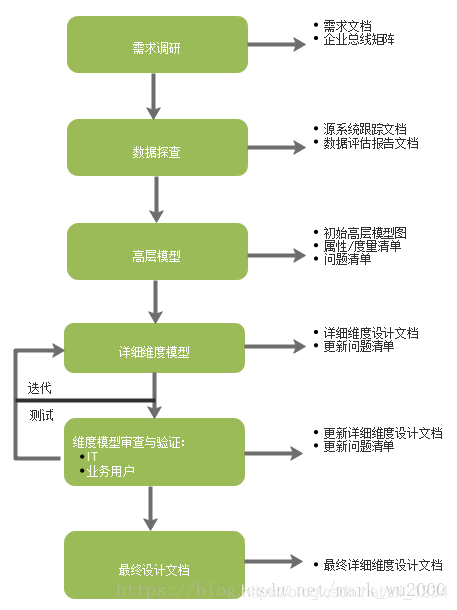 需求调研
• 需求文档
• 企业总线矩阵
数据探查
• 源系统跟踪文档
• 数据评估报告文档
高层模型
• 初始高层模型图
• 属性/度量清单
• 问题清单
详细维度模型
• 详细维度设计文档
• 更新问题清单
迭代
测试
维度模型审查与验证:
• IT
• 业务用户
• 更新详细维度设计文档
• 更新问题清单
最终设计文档
• 最终详细维度设计文档